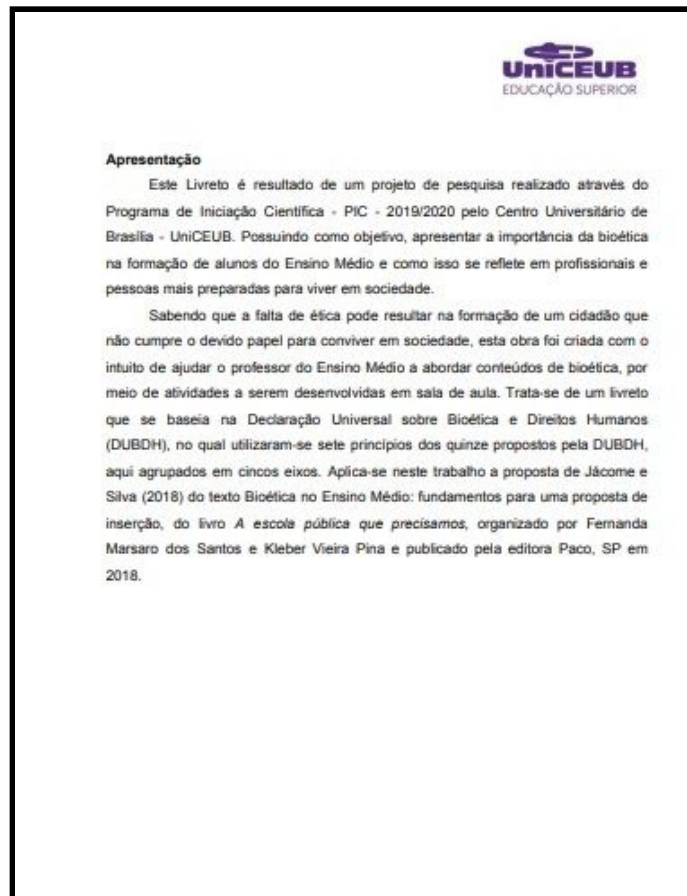 UniCEUB
EDUCAÇÃO SUPERIOR
Apresentação
Este Livreto é resultado de um projeto de pesquisa realizado através do
Programa de Iniciação Científica - PIC - 2019/2020 pelo Centro Universitário de
Brasília - UniCEUB. Possuindo como objetivo, apresentar a importância da bioética
na formação de alunos do Ensino Médio e como isso se reflete em profissionais e
pessoas mais preparadas para viver em sociedade.
Sabendo que a falta de ética pode resultar na formação de um cidadão que
não cumpre o devido papel para conviver em sociedade, esta obra foi criada com o
intuito de ajudar o professor do Ensino Médio a abordar conteúdos de bioética, por
meio de atividades a serem desenvolvidas em sala de aula. Trata-se de um livreto
que se baseia na Declaração Universal sobre Bioética e Direitos Humanos
(DUBDH), no qual utilizaram-se sete princípios dos quinze propostos pela DUBDH,
aqui agrupados em cincos eixos. Aplica-se neste trabalho a proposta de Jácome e
Silva (2018) do texto Bioética no Ensino Médio: fundamentos para uma proposta de
inserção, do livro A escola pública que precisamos, organizado por Fernanda
Marsaro dos Santos e Kleber Vieira Pina e publicado pela editora Paco, SP em
2018.